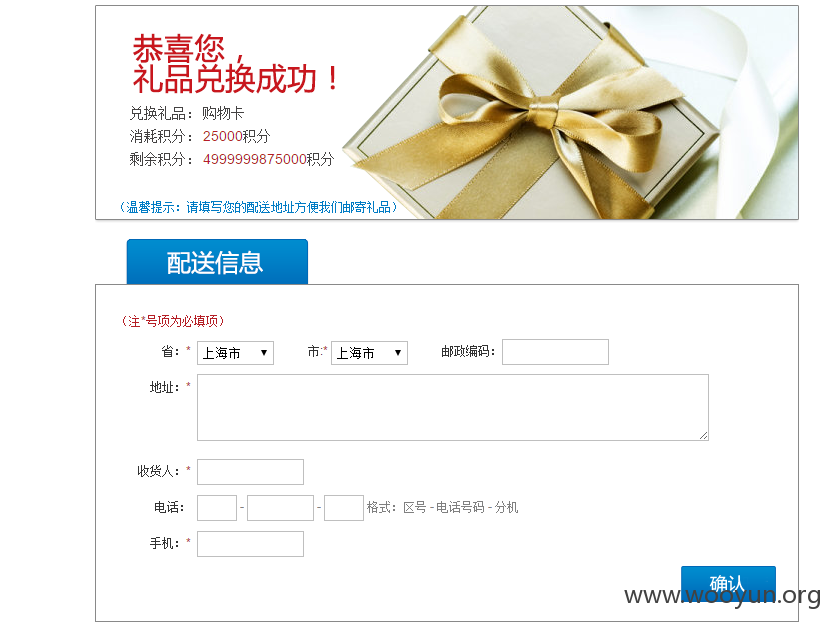 恭喜您，
礼品兑换成功！
兑换礼品：购物卡
消耗积分：25000积分
剩余积分：4999999875000积分
（温馨提示：请填写您的配送地址方便我们邮寄礼品）
配送信息
（注*号项为必填项）
省：* 上海市 市:* 上海市 邮政编码：
地址：*
收货人：*
电话： - - 格式：区号-电话号码-分机
手机：*
确认
www.wooyun.org